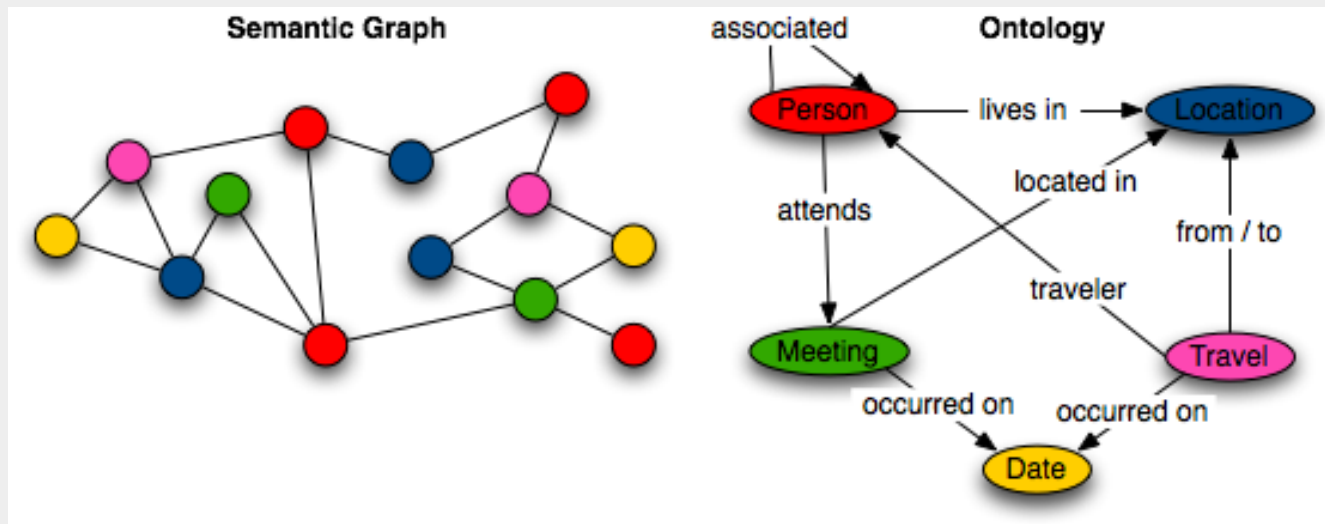 Semantic Graph
associated
Ontology
Person
lives in
Location
located in
attends
from / to
traveler
Meeting
Travel
occurred on
occurred on
Date